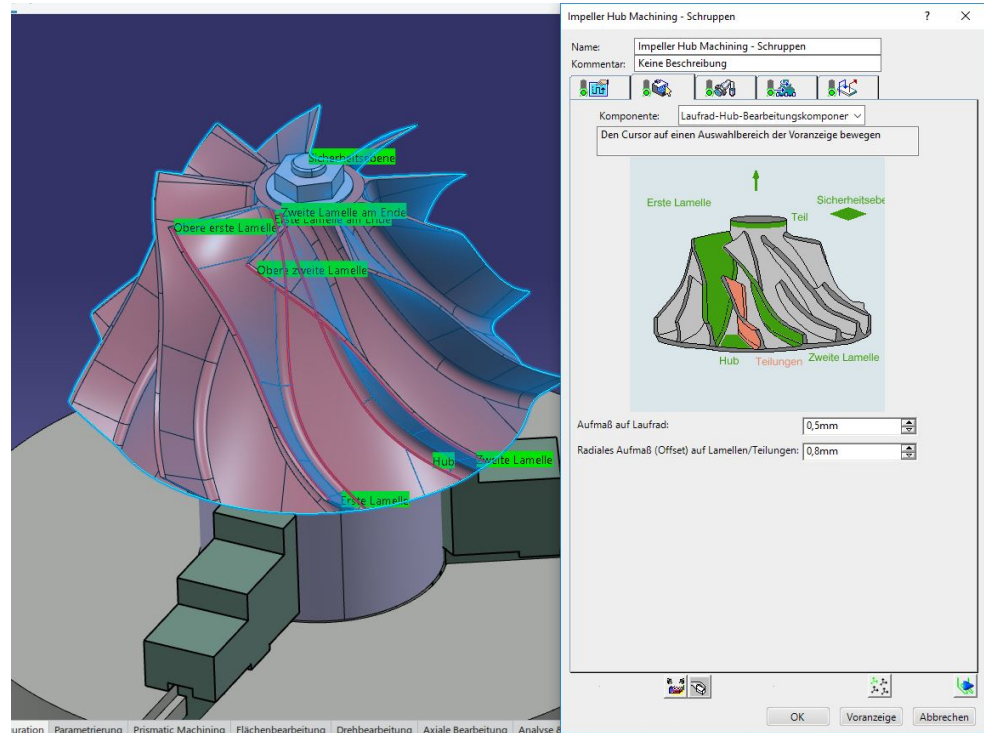 Impeller Hub Machining - Schruppen
?
X
Name:
Impeller Hub Machining - Schruppen
Kommentar:
Keine Beschreibung
Komponente:
Laufrad-Hub-Bearbeitungskomponer
Den Cursor auf einen Auswahlbereich der Voranzeige bewegen
Erste Lamelle
Sicherheitsebe
Teil
Hub
Teilungen
Zweite Lamelle
Aufmaß auf Laufrad:
0,5mm
Radiales Aufmaß (Offset) auf Lamellen/Teilungen:
0,8mm
OK
Voranzeige
Abbrechen
Sicherheitsebene
Zweite Lamelle am Ende
Erste Lamelle am Ende
Obere erste Lamelle
Obere zweite Lamelle
Hub
Zweite Lamelle
Erste Lamelle
uration
Parametrierung
Prismatic Machining
Flächenbearbeitung
Drehbearbeitung
Axiale Bearbeitung
Analyse &